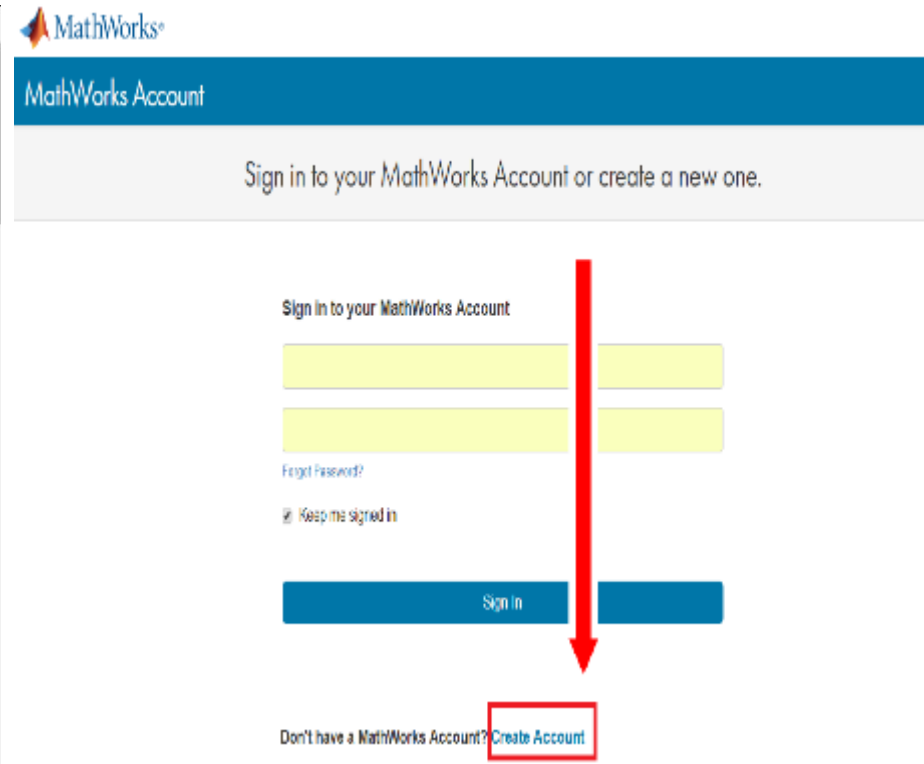 MathWorks®
MathWorks Account
Sign in to your MathWorks Account or create a new one.
Sign in to your MathWorks Account
Forgot Password?
Keep me signed in
Sign In
Don't have a MathWorks Account? Create Account